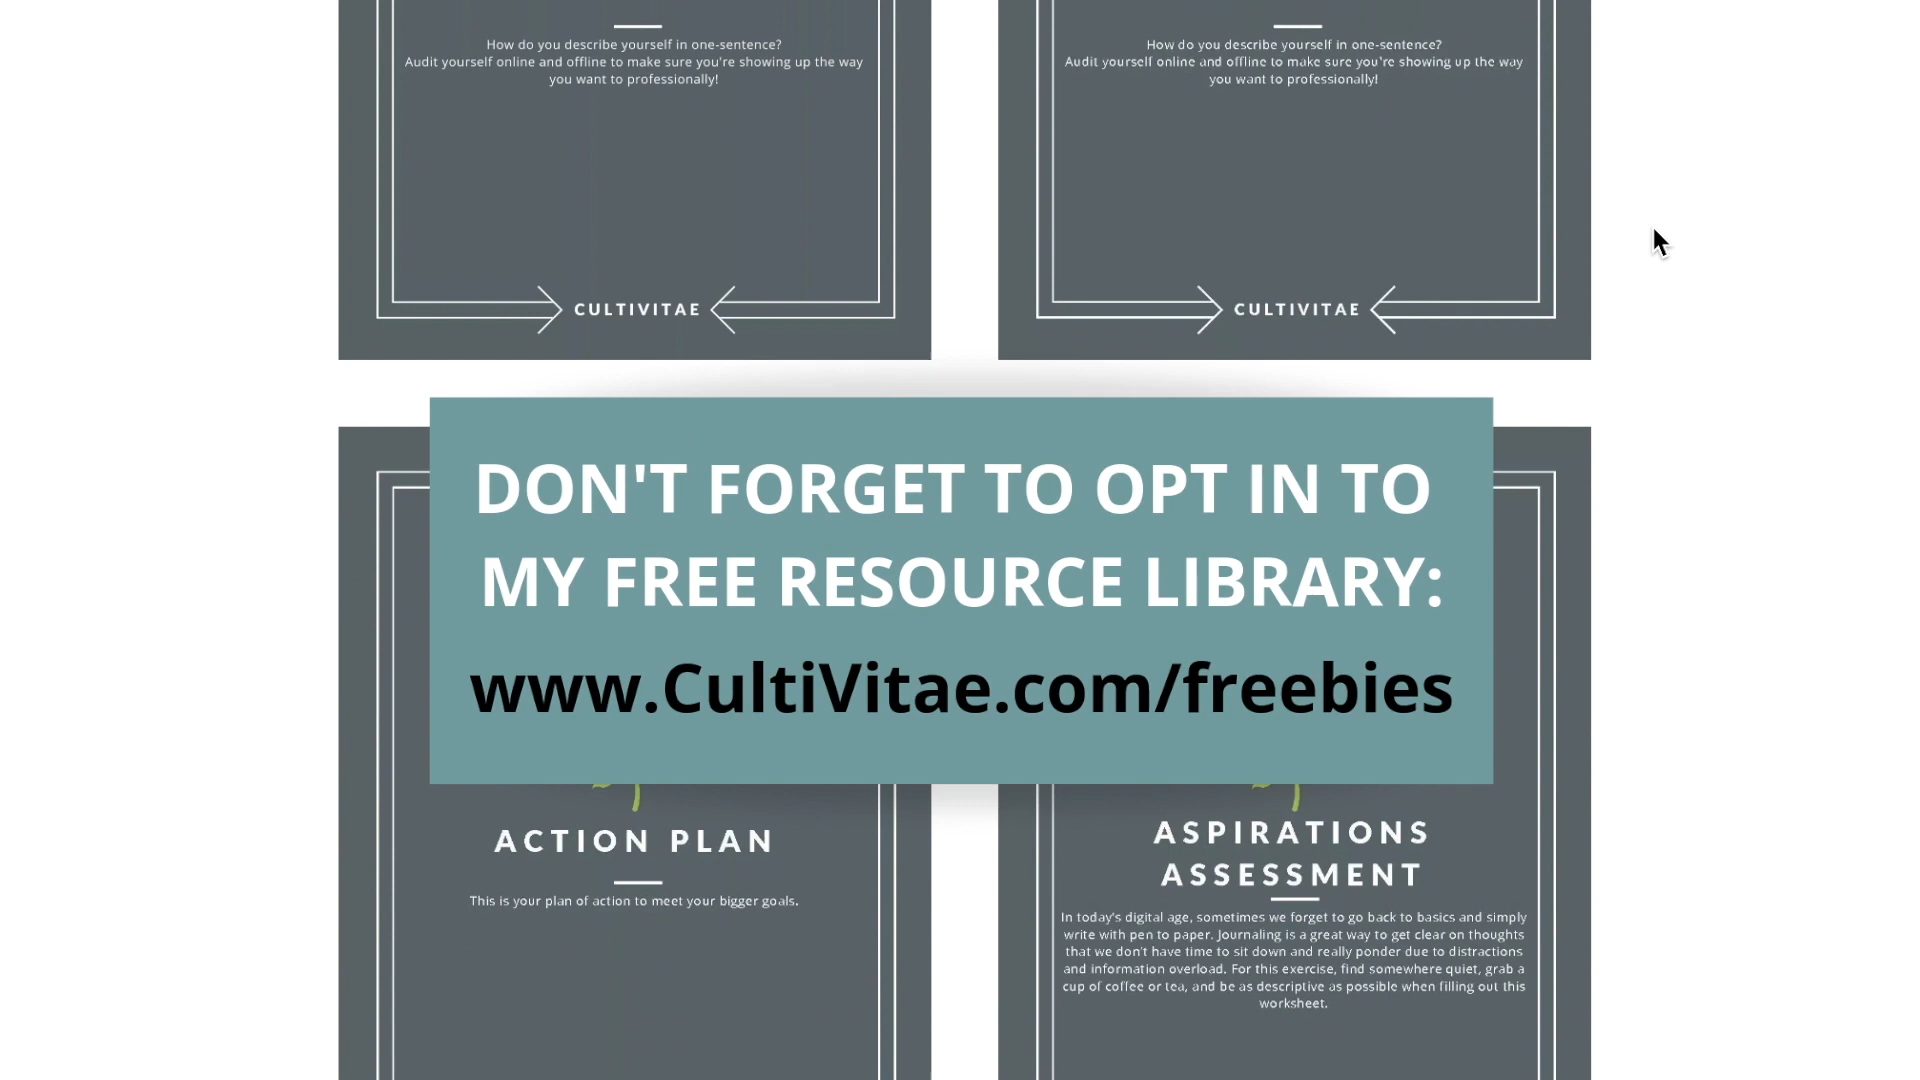 How do you describe yourself in one-sentence?
Audit yourself online and offline to make sure you're showing up the way
you want to professionally!
CULTIVITAE
How do you describe yourself in one-sentence?
Audit yourself online and offline to make sure you're showing up the way
you want to professionally!
CULTIVITAE
DON'T FORGET TO OPT IN TO
MY FREE RESOURCE LIBRARY:
www.CultiVitae.com/freebies
ACTION PLAN
This is your plan of action to meet your bigger goals.
ASPIRATIONS
ASSESSMENT
In today's digital age, sometimes we forget to go back to basics and simply
write with pen to paper. Journaling is a great way to get clear on thoughts
that we don't have time to sit down and really ponder due to distractions
and information overload. For this exercise, find somewhere quiet, grab a
cup of coffee or tea, and be as descriptive as possible when filling out this
worksheet.